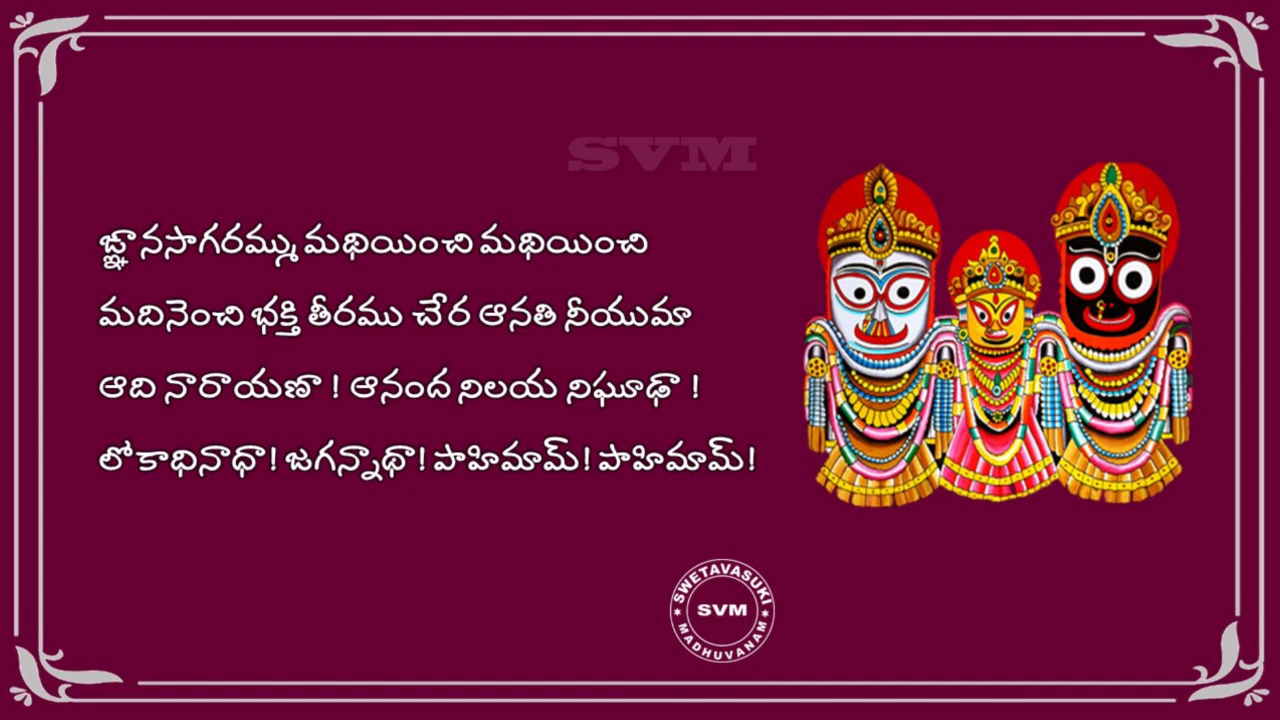 SVM
ఙ్ఞానసాగరమ్ము మథియించి మథియించి
మదినెంచి భక్తి తీరము చేర ఆనతి నీయుమా
ఆది నారాయణా ! ఆనంద నిలయ నిఘూఢా !
లోకాధినాధా! జగన్నాథా! పాహిమామ్! పాహిమామ్!
SWETAVASUKI
SVM
MADHUVANAM